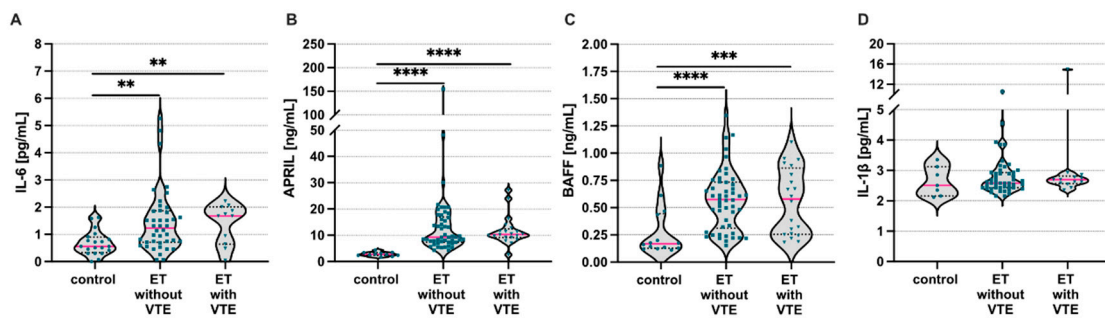 A
IL-6 [pg/mL]
8
7
6
5
4
3
2
1
0
**
**
control
ET without VTE
ET with VTE
B
APRIL [ng/mL]
250
200
150
100
50
40
30
20
10
0
****
****
control
ET without VTE
ET with VTE
C
BAFF [ng/mL]
2.00
1.75
1.50
1.25
1.00
0.75
0.50
0.25
0.00
***
****
control
ET without VTE
ET with VTE
D
IL-1β [pg/mL]
20
16
12
5
4
3
2
1
0
control
ET without VTE
ET with VTE